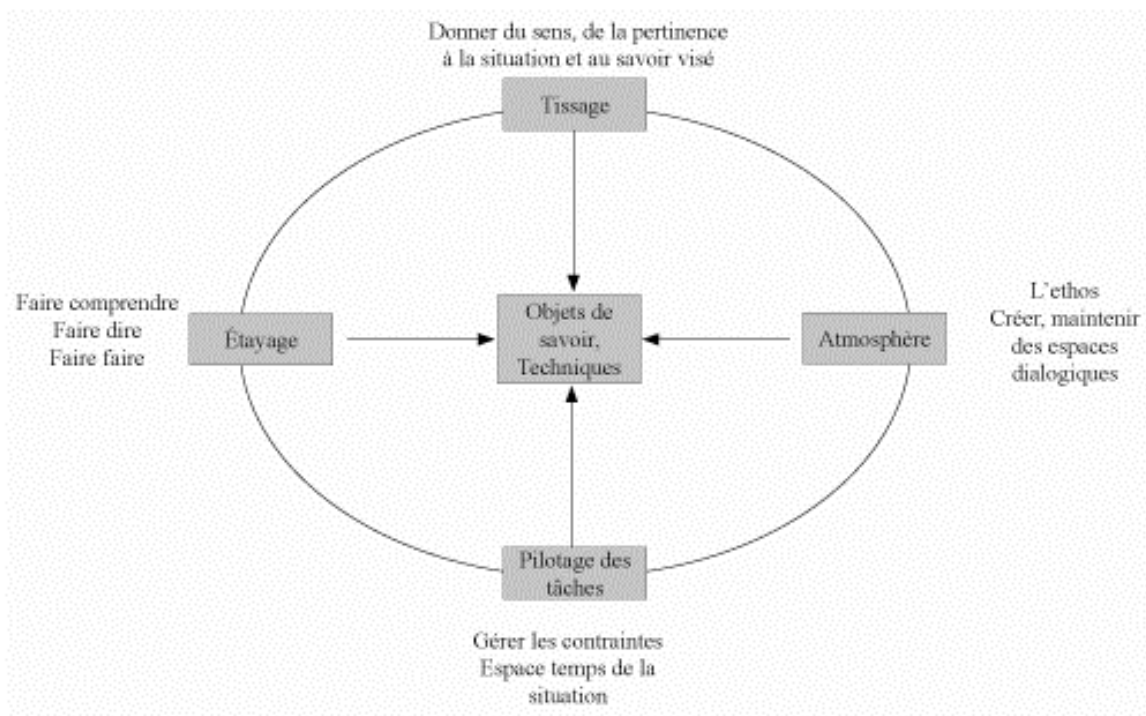 Donner du sens, de la pertinence
à la situation et au savoir visé
Tissage
Faire comprendre
Faire dire
Faire faire
Étayage
Objets de
savoir,
Techniques
Atmosphère
L'ethos
Créer, maintenir
des espaces
dialogiques
Pilotage des
tâches
Gérer les contraintes
Espace temps de la
situation